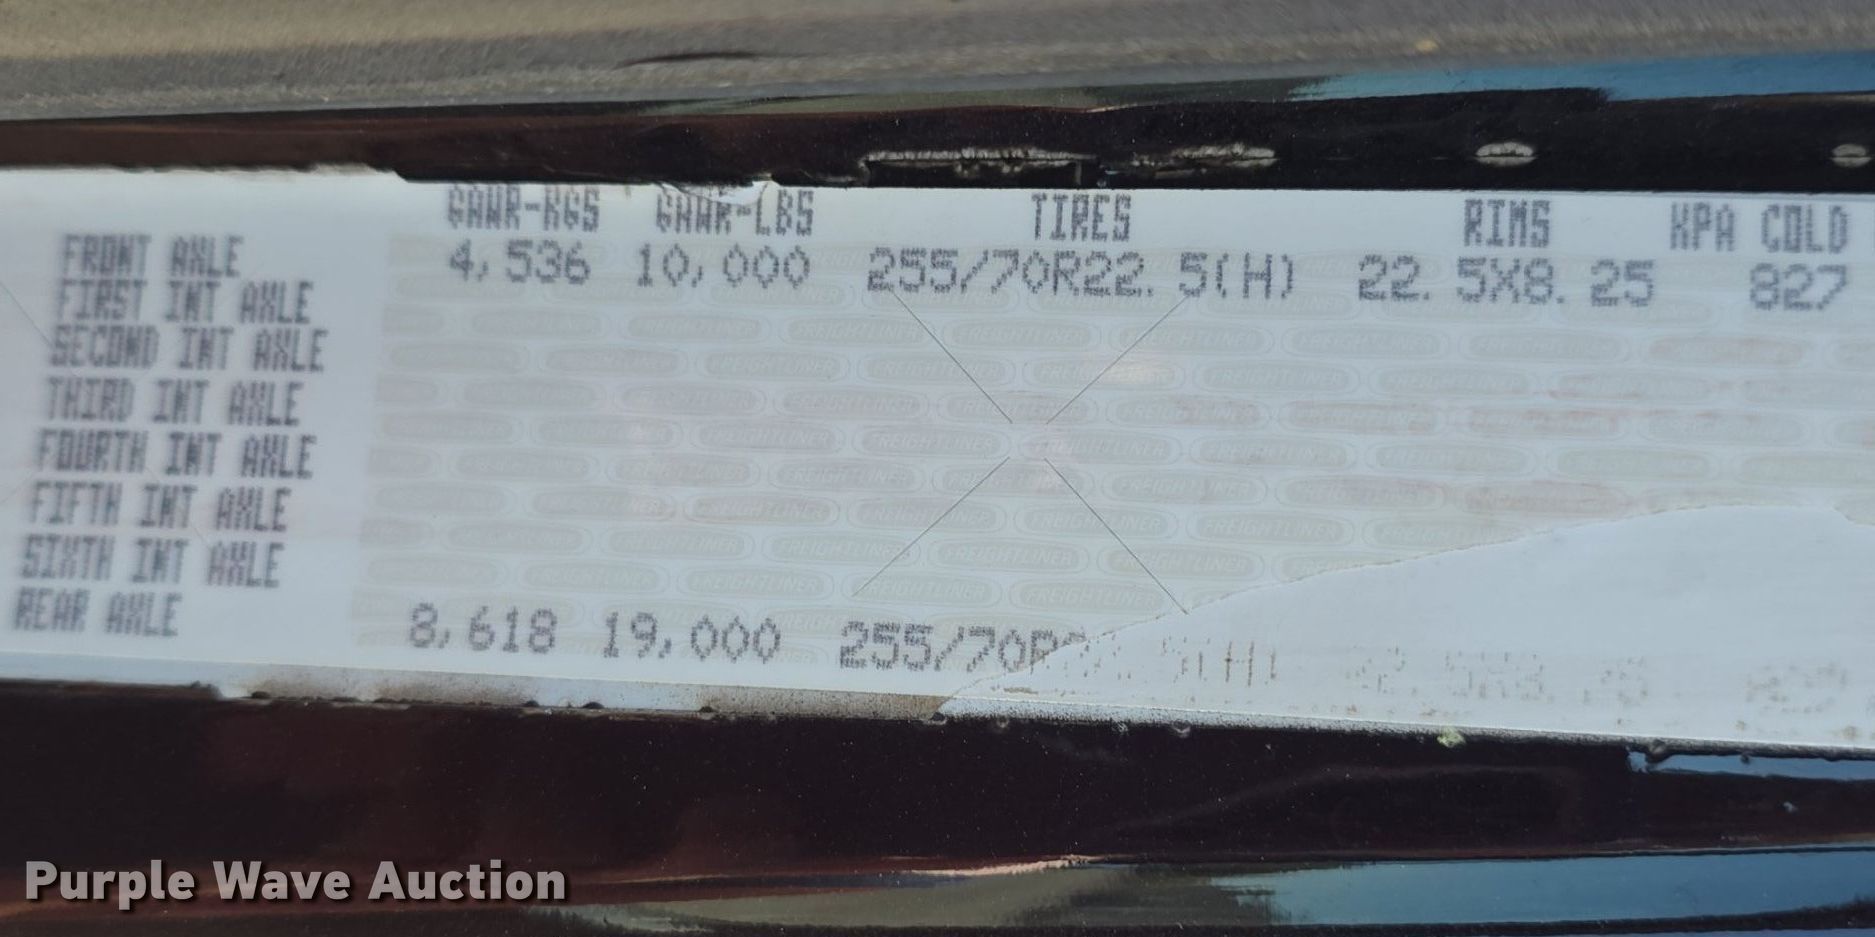 GAWR-KGS GAWR-LBS TIRES RIMS KPA COLD
FRONT AXLE 4,536 10,000 255/70R22.5(H) 22.5X8.25 827
FIRST INT AXLE
SECOND INT AXLE
THIRD INT AXLE
FOURTH INT AXLE
FIFTH INT AXLE
SIXTH INT AXLE
REAR AXLE 8,618 19,000 255/70R
Purple Wave Auction